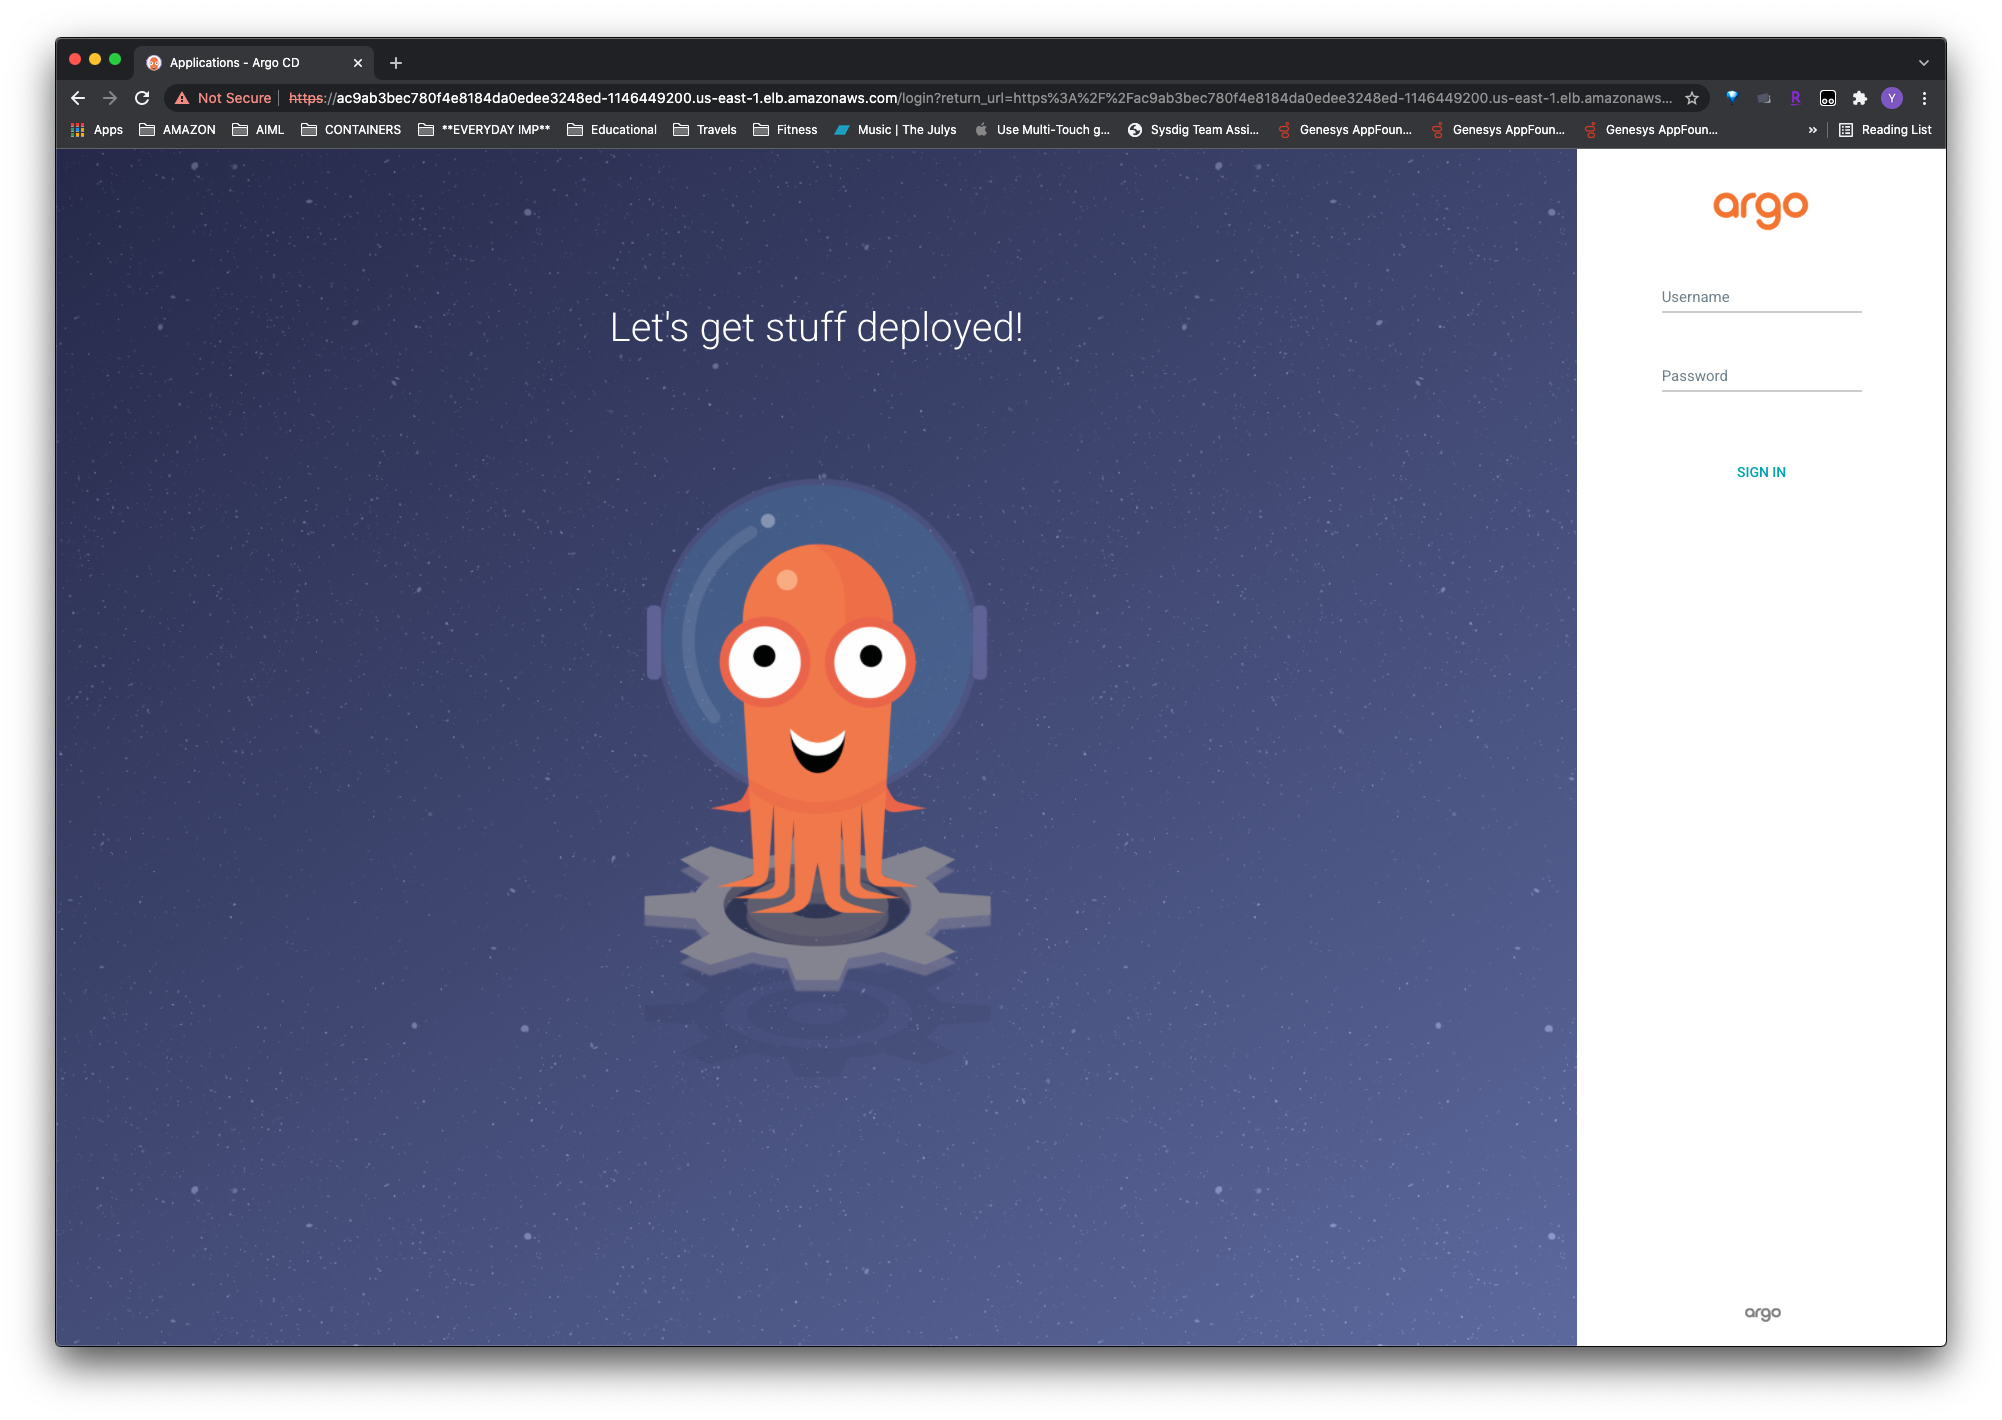 Applications - Argo CD
Not Secure https://ac9ab3bec780f4e8184da0edee3248ed-1146449200.us-east-1.elb.amazonaws.com/login?return_url=https%3A%2F%2Fac9ab3bec780f4e8184da0edee3248ed-1146449200.us-east-1.elb.amazonaws... R Y
Apps AMAZON AIML CONTAINERS **EVERYDAY IMP** Educational Travels Fitness Music | The Julys Use Multi-Touch g... Sysdig Team Assi... Genesys AppFoun... Genesys AppFoun... Genesys AppFoun... » Reading List
argo
Let's get stuff deployed!
Username
Password
SIGN IN
argo